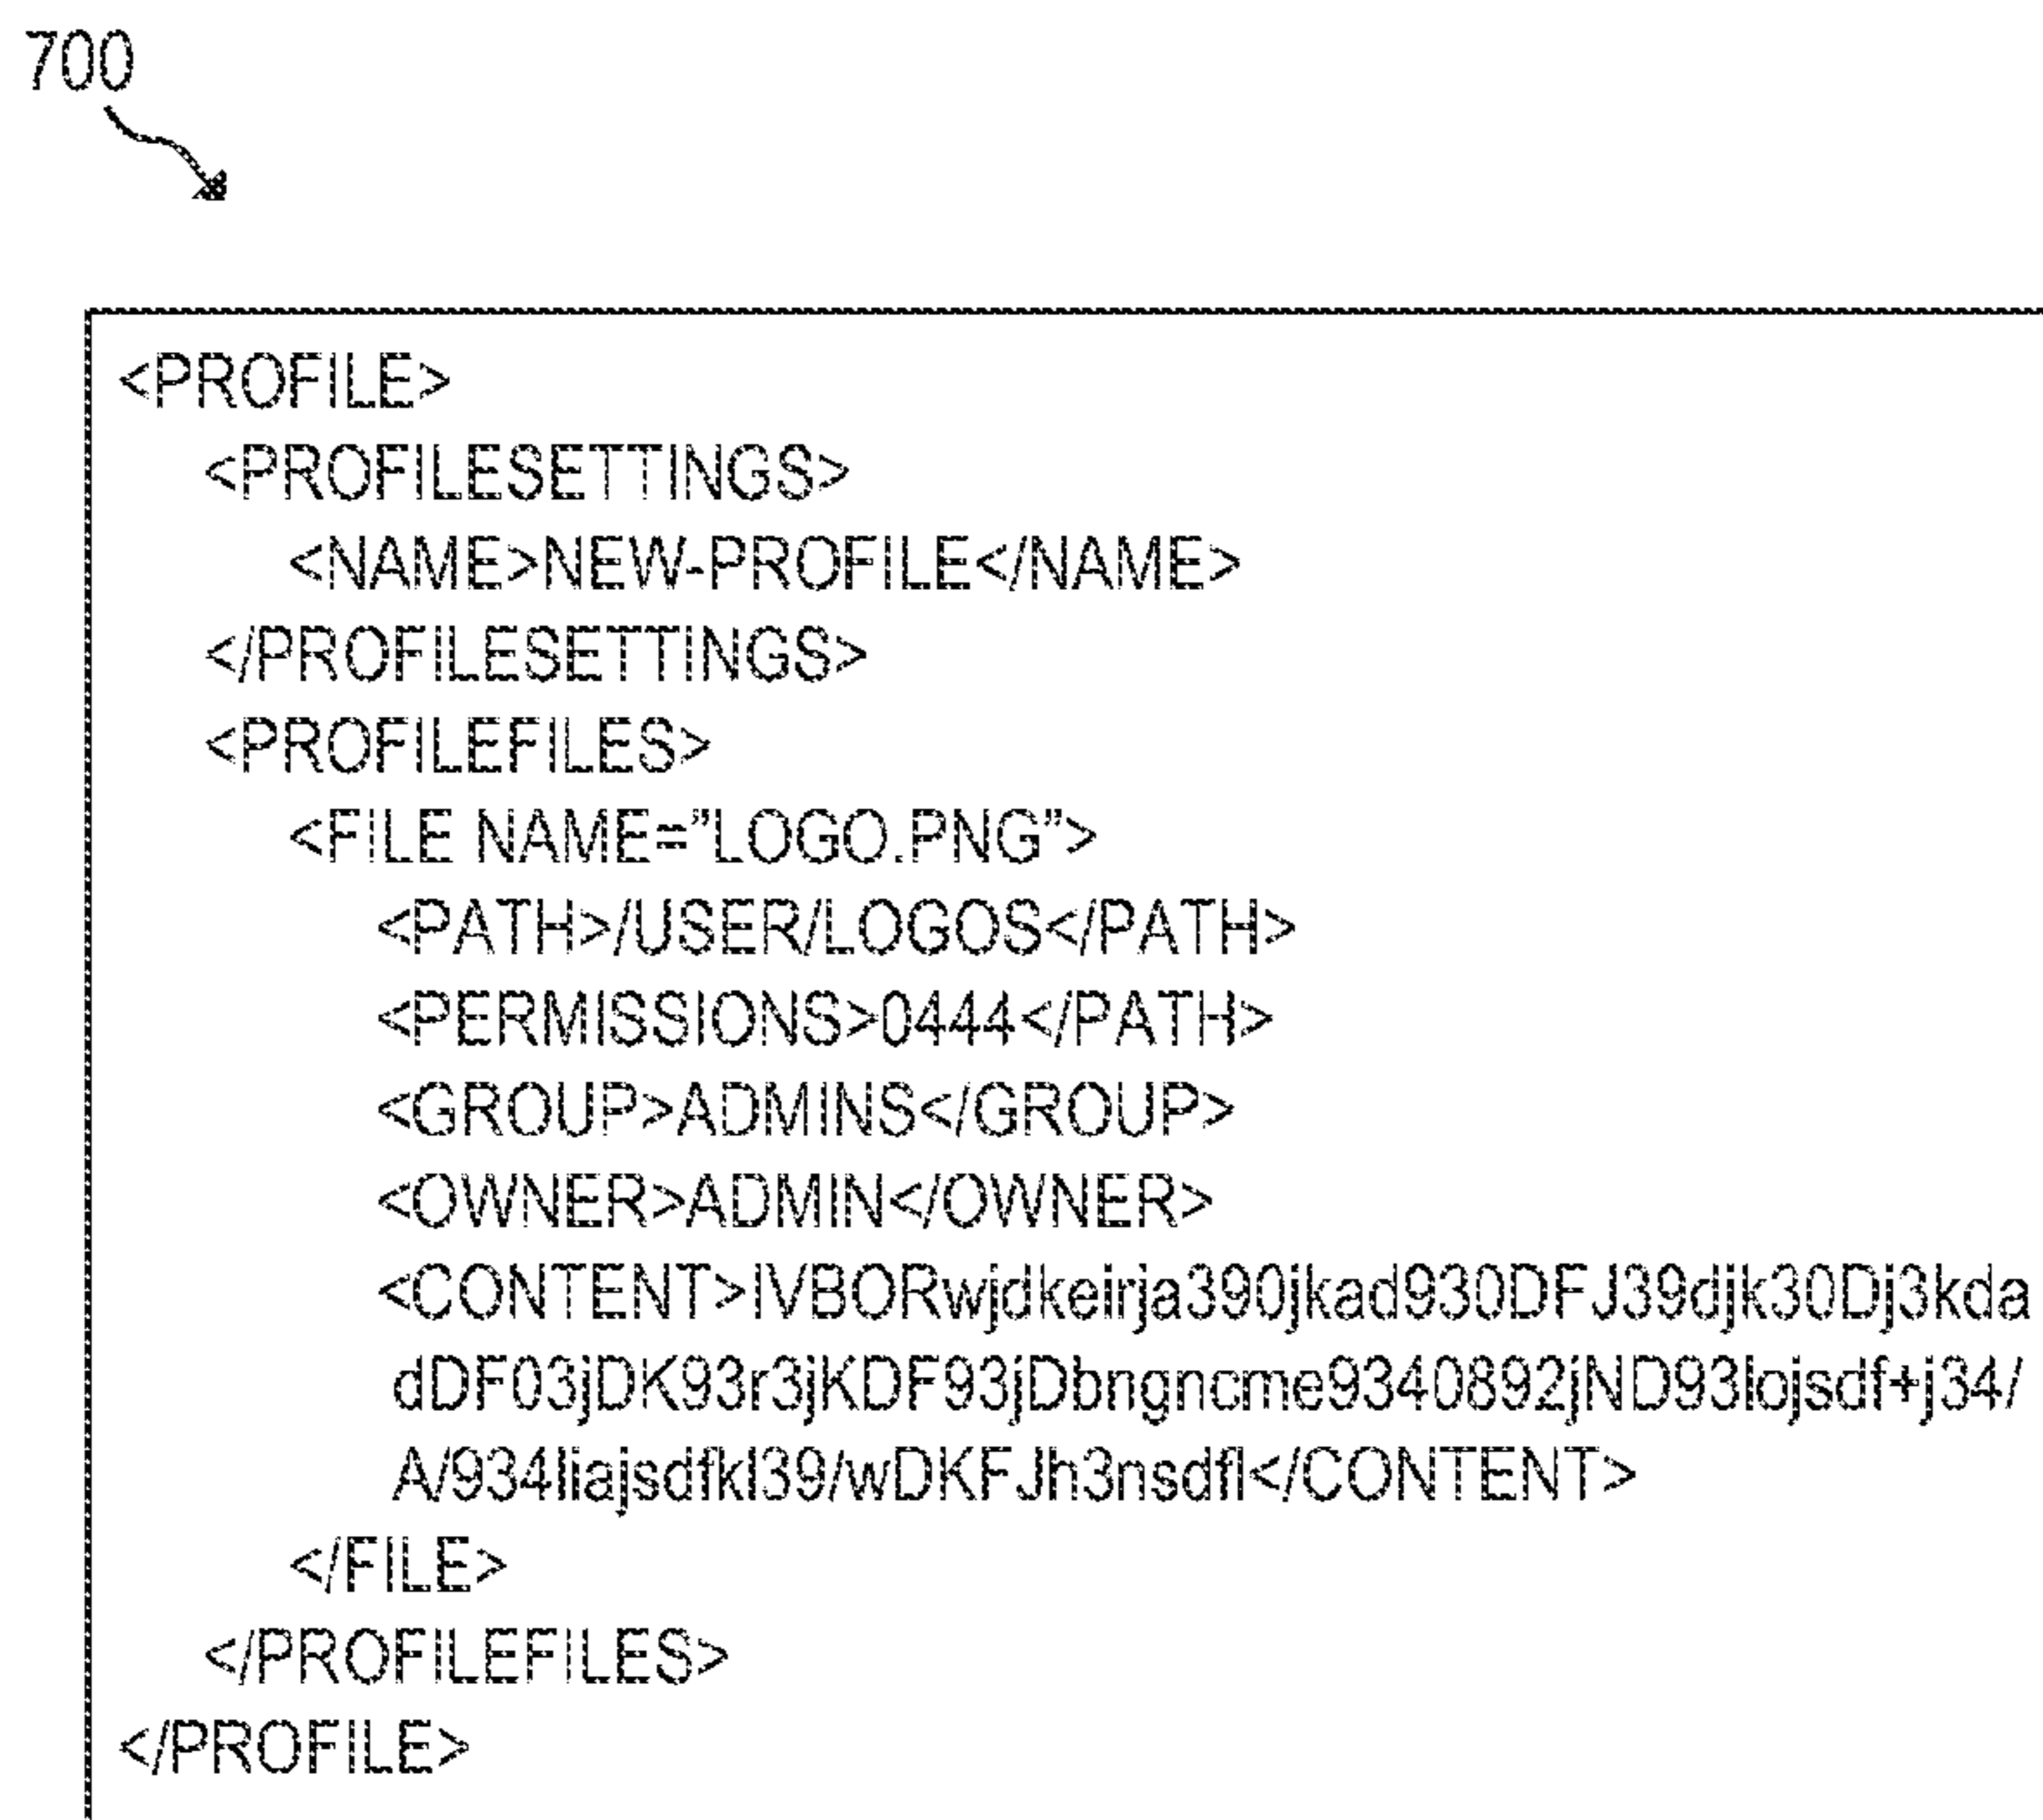 700
<PROFILE>
<PROFILESETTINGS>
<NAME>NEW-PROFILE</NAME>
</PROFILESETTINGS>
<PROFILEFILES>
<FILE NAME=”LOGO.PNG”>
<PATH>/USER/LOGOS</PATH>
<PERMISSIONS>0444</PATH>
<GROUP>ADMINS</GROUP>
<OWNER>ADMIN</OWNER>
<CONTENT>IVBORwjdkeirja390jkad930DFJ39djk30Dj3kda
dDF03jDK93r3jKDF93jDbngncme9340892jND93lojsdf+j34/
A/934liajsdfkl39/wDKFJh3nsdfl</CONTENT>
</FILE>
</PROFILEFILES>
</PROFILE>